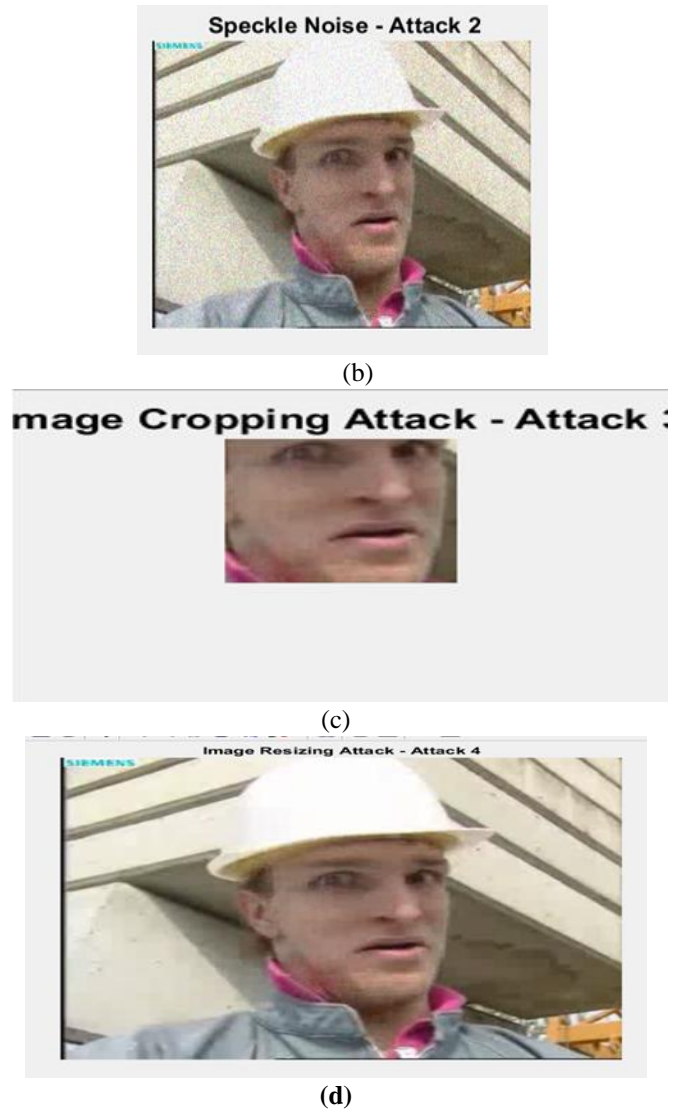 Speckle Noise - Attack 2
SIEMENS
(b)
mage Cropping Attack - Attack
(c)
Image Resizing Attack - Attack 4
SIEMENS
(d)